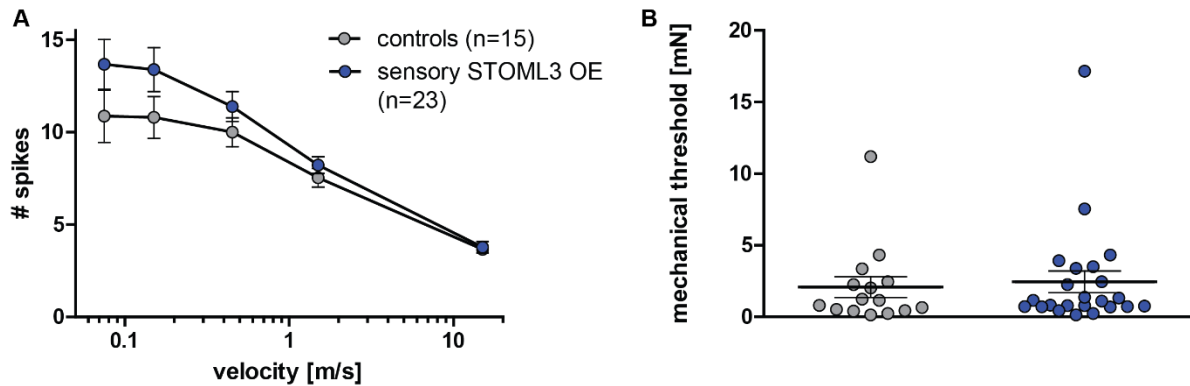 A
15
10
5
0
# spikes
0.1
1
10
velocity [m/s]
controls (n=15)
sensory STOML3 OE
(n=23)
B
20
15
10
5
0
mechanical threshold [mN]